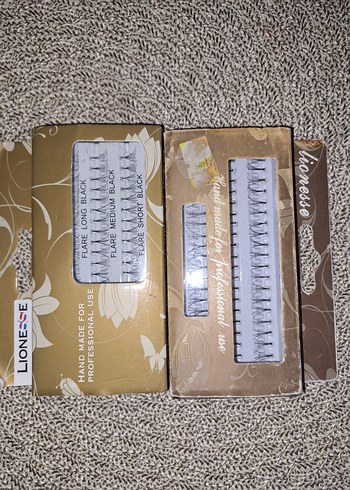 LIONESSE
HAND MADE FOR
PROFESSIONAL USE
FLARE LONG BLACK
FLARE MEDIUM BLACK
FLARE SHORT BLACK
lionesse
Hand made for professional use